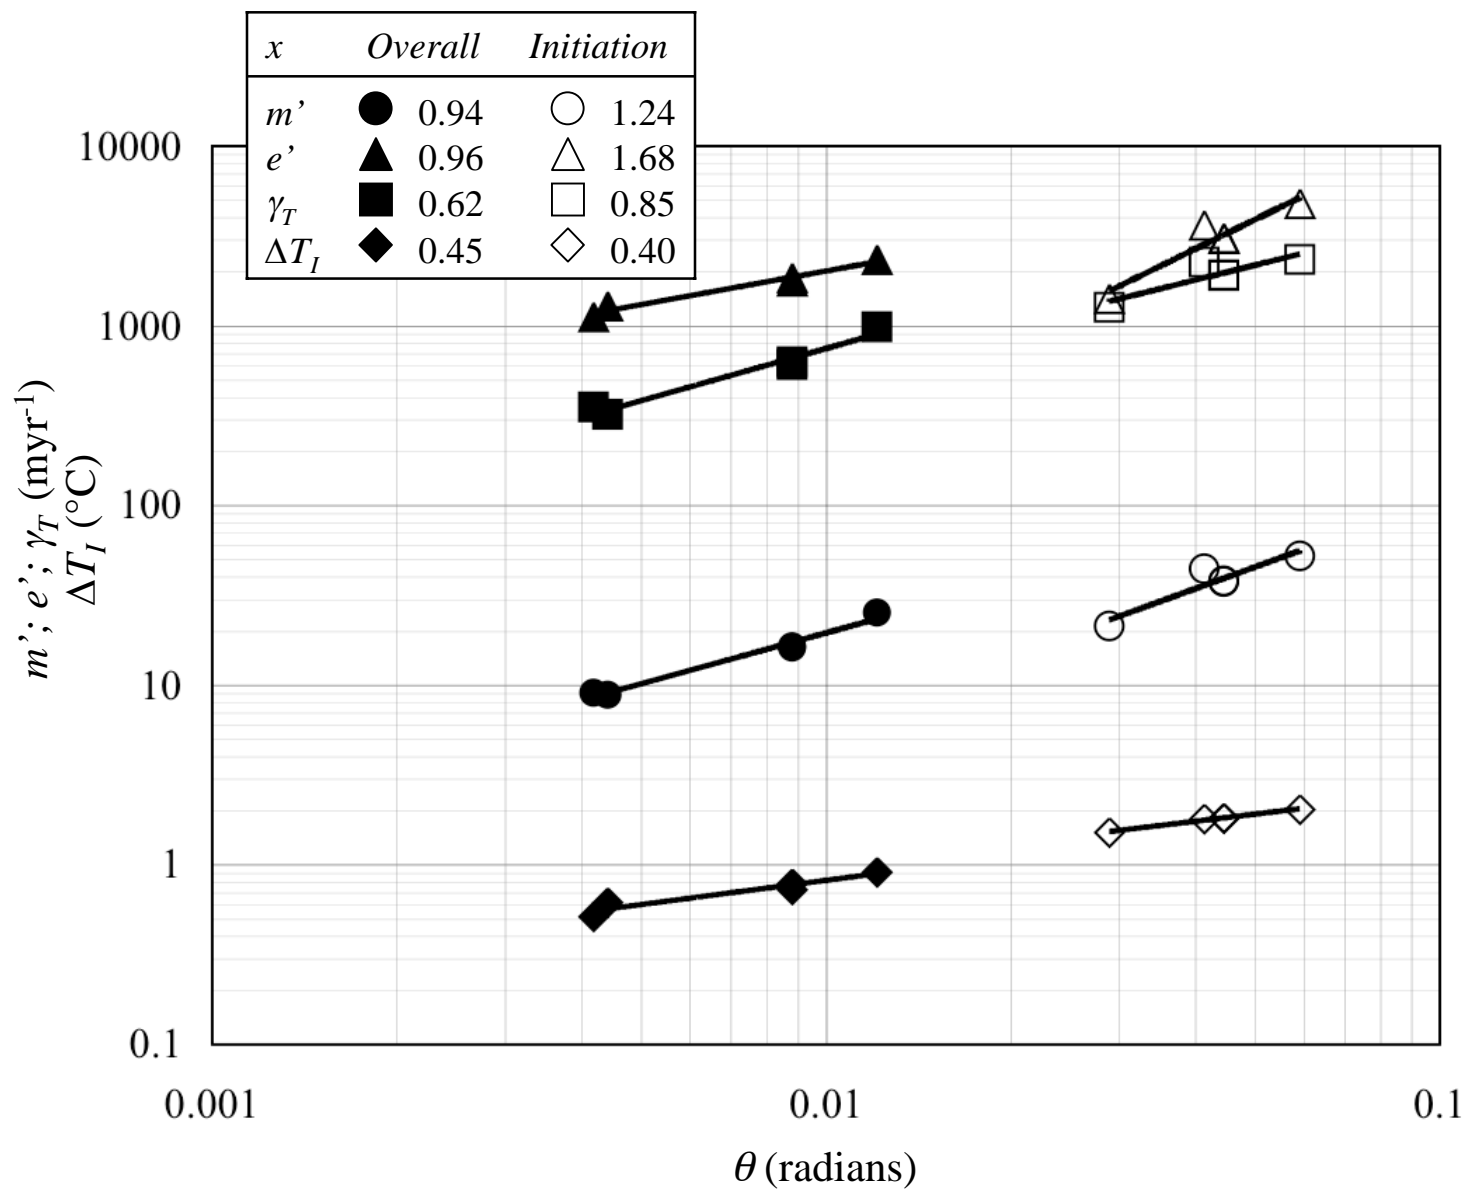 x Overall Initiation
m’ 0.94 1.24
e’ 0.96 1.68
γT 0.62 0.85
ΔTI 0.45 0.40
10000
1000
100
10
1
0.1
m’; e’; γT (myr-1)
ΔTI (°C)
0.001 0.01 0.1
θ (radians)